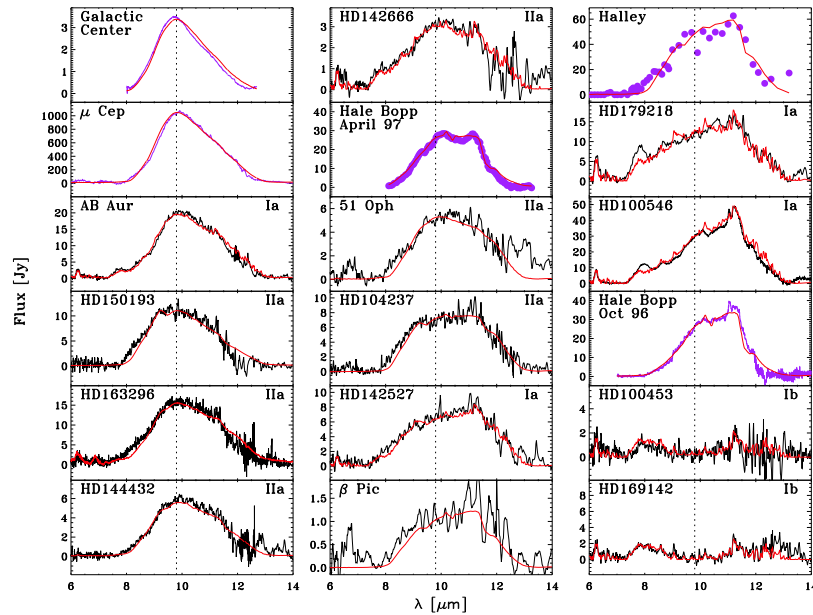 Galactic
Center
3
2
1
0
μ Cep
1000
800
600
400
200
0
AB Aur
Ia
20
15
10
5
0
HD150193
IIa
10
5
0
HD163296
IIa
15
10
5
0
HD144432
IIa
6
4
2
0
6 8 10 12 14
HD142666
IIa
3
2
1
0
Hale Bopp
April 97
40
30
20
10
0
51 Oph
IIa
6
4
2
0
HD104237
IIa
10
8
6
4
2
0
HD142527
Ia
10
8
6
4
2
0
β Pic
1.5
1.0
0.5
0.0
6 8 10 12 14
Halley
60
40
20
0
HD179218
Ia
15
10
5
0
HD100546
Ia
50
40
30
20
10
0
Hale Bopp
Oct 96
40
30
20
10
0
HD100453
Ib
6
4
2
0
HD169142
Ib
6
4
2
0
6 8 10 12 14
Flux [Jy]
λ [μm]